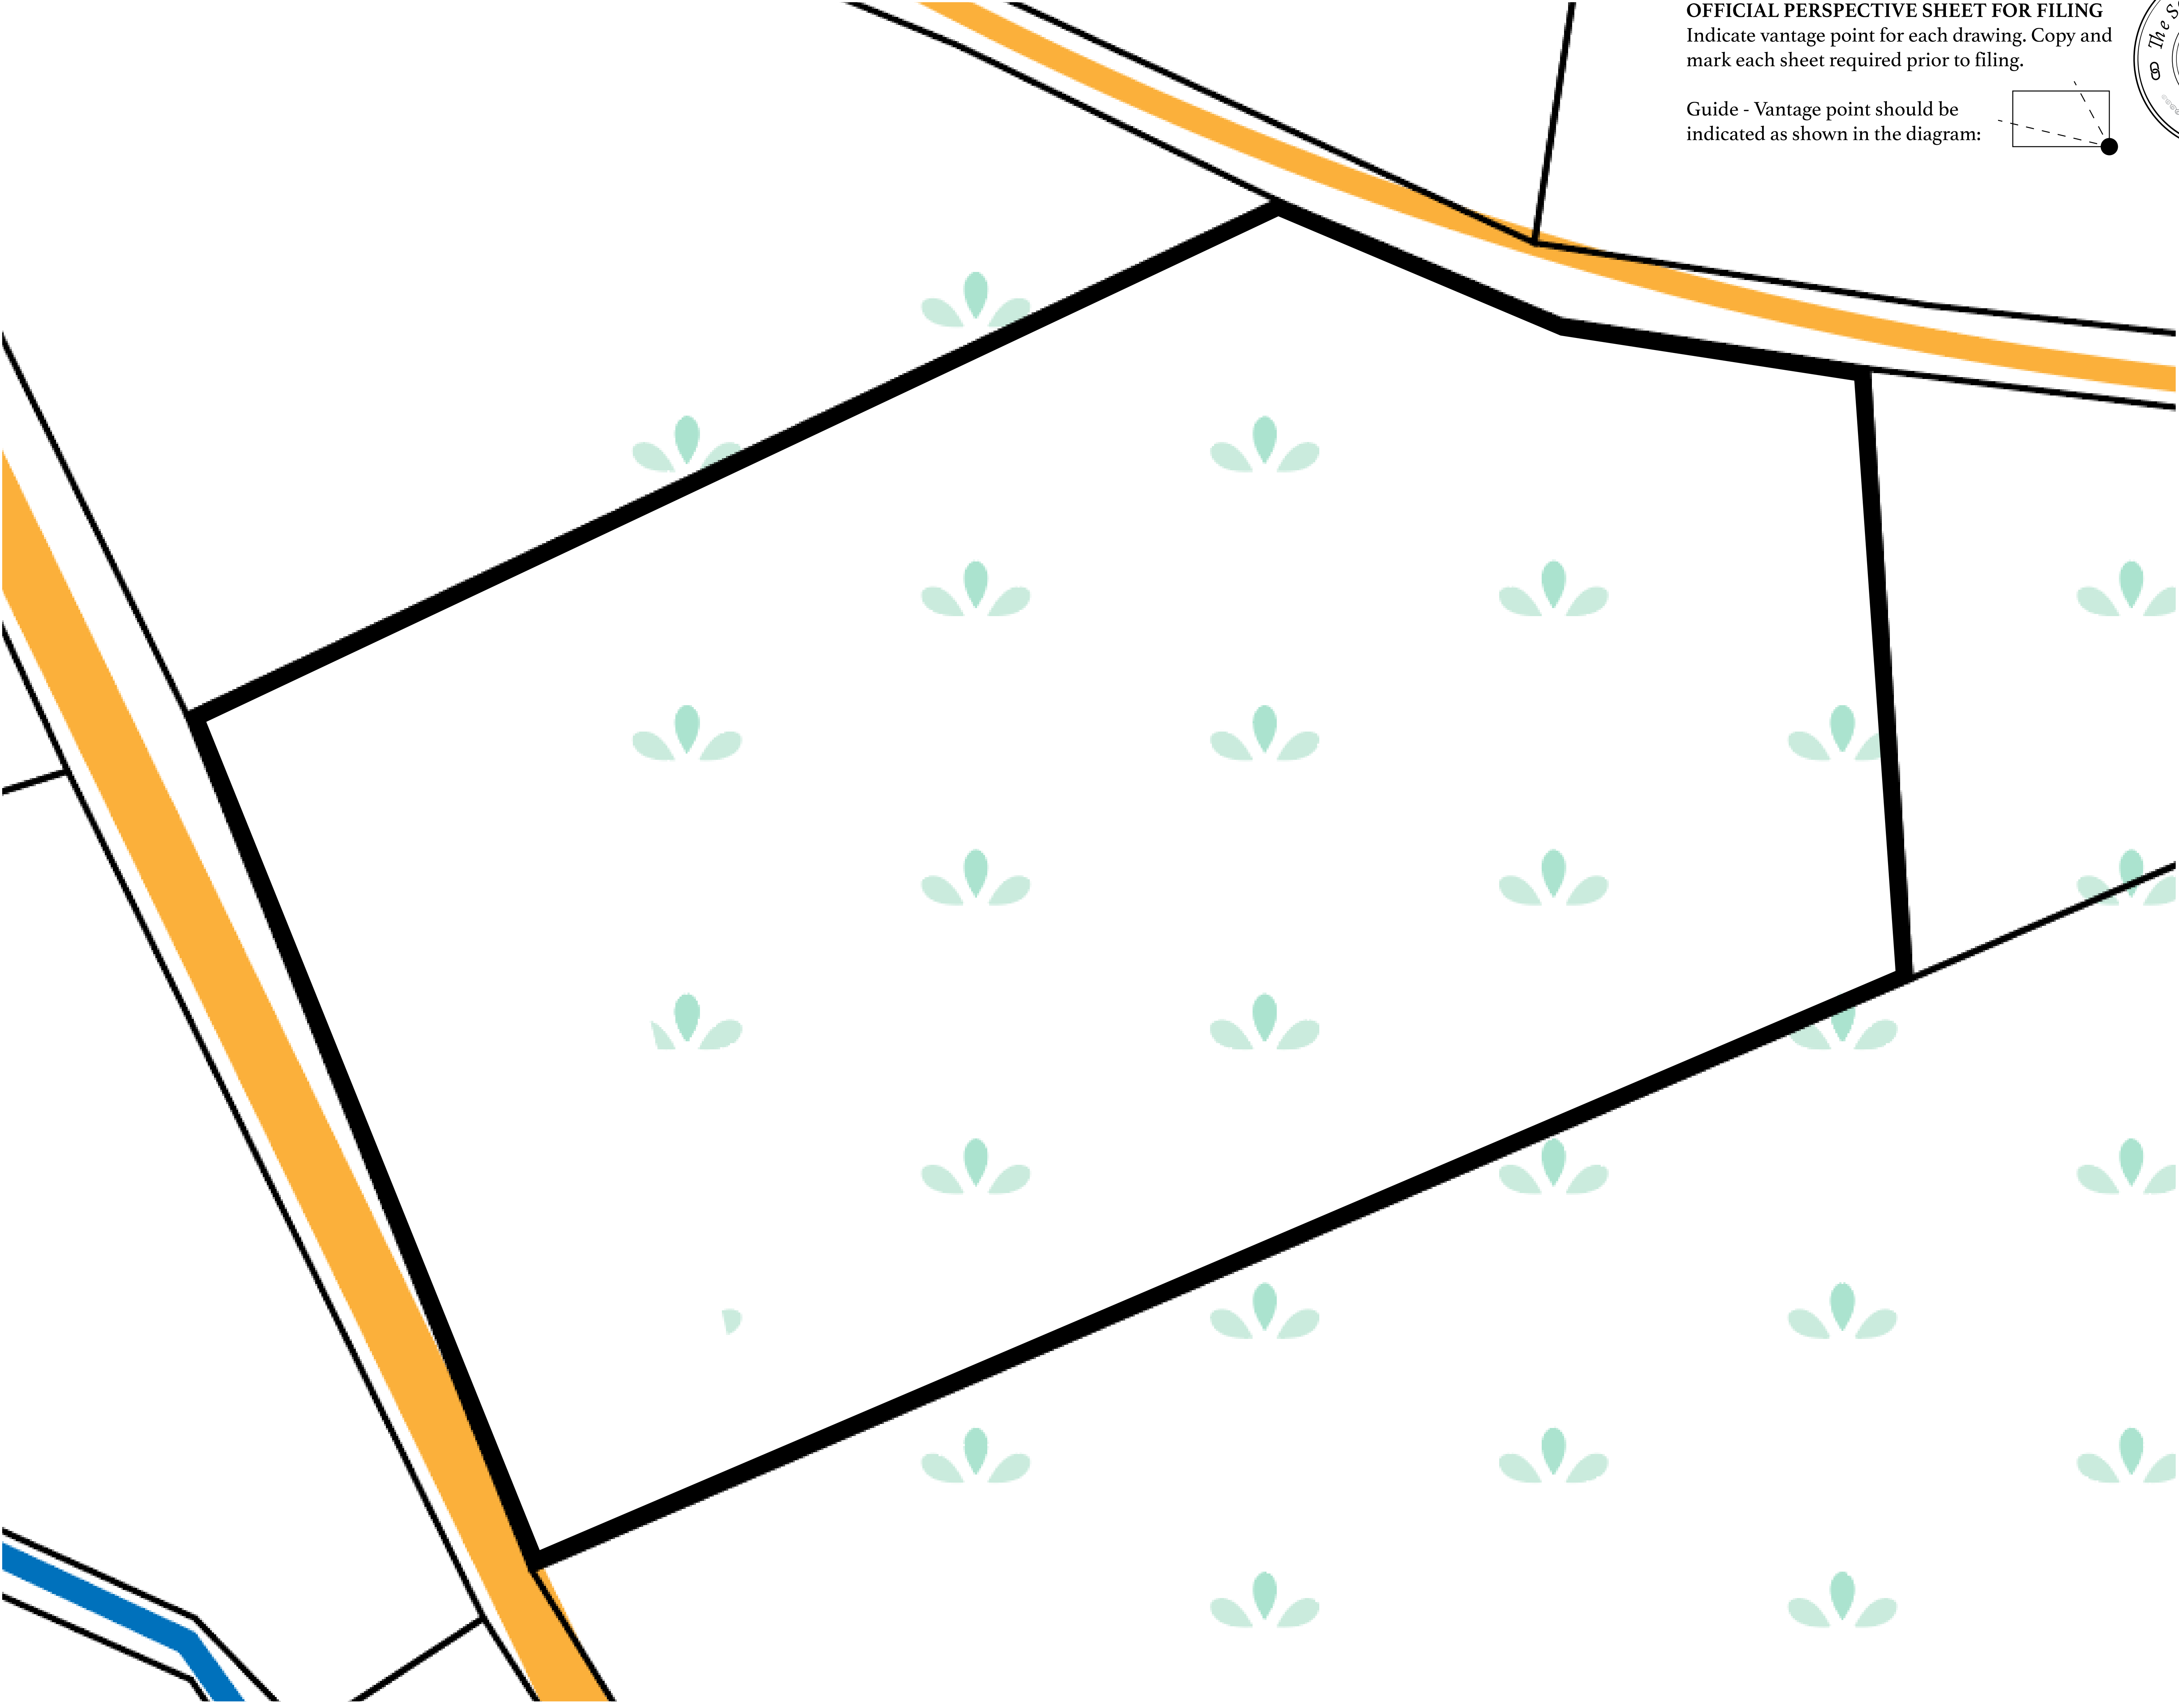 OFFICIAL PERSPECTIVE SHEET FOR FILING
Indicate vantage point for each drawing. Copy and
mark each sheet required prior to filing.
Guide - Vantage point should be
indicated as shown in the diagram:
The